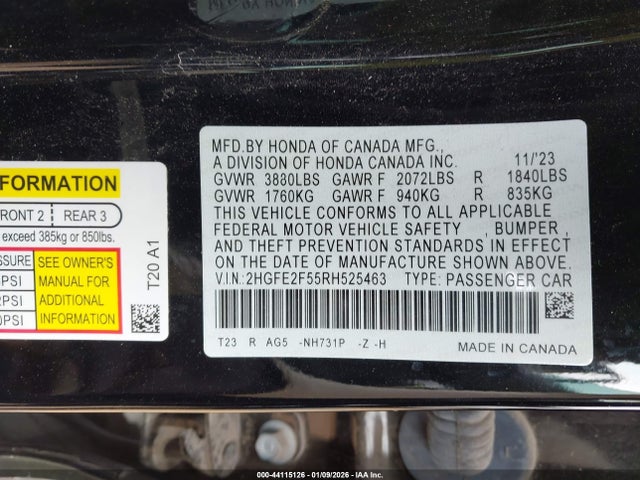 MFD.BY HONDA OF CANADA MFG.,
A DIVISION OF HONDA CANADA INC. 11/'23
GVWR 3880LBS GAWR F 2072LBS R 1840LBS
GVWR 1760KG GAWR F 940KG R 835KG
THIS VEHICLE CONFORMS TO ALL APPLICABLE
FEDERAL MOTOR VEHICLE SAFETY , BUMPER ,
AND THEFT PREVENTION STANDARDS IN EFFECT
ON THE DATE OF MANUFACTURE SHOWN ABOVE.
V.I.N: 2HGFE2F55RH525463 TYPE: PASSENGER CAR
T23 R AG5 -NH731P -Z -H
MADE IN CANADA
FORMATION
FRONT 2 REAR 3
exceed 385kg or 850lbs.
SSURE SEE OWNER'S
PSI MANUAL FOR
2PSI ADDITIONAL
0PSI INFORMATION
T20 A1
000-44115126 - 01/09/2026 - IAA Inc.